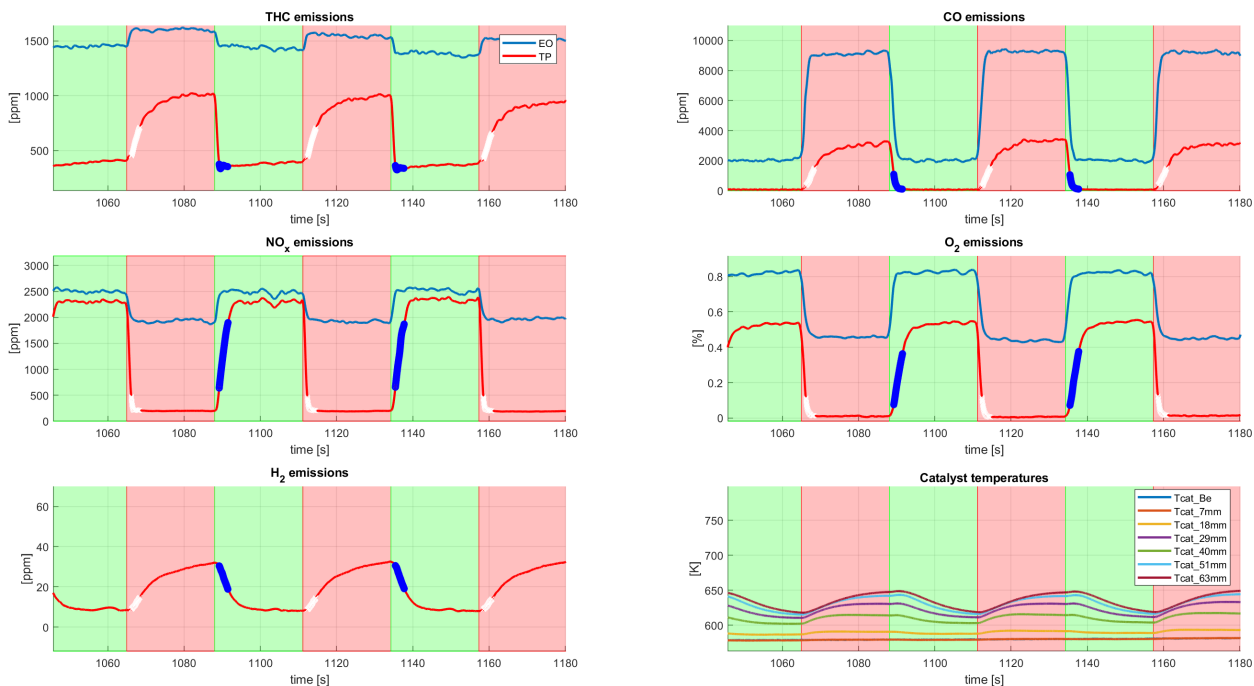 THC emissions
1500
1000
500
[ppm]
EO
TP
1060 1080 1100 1120 1140 1160 1180
time [s]
CO emissions
10000
8000
6000
4000
2000
0
[ppm]
1060 1080 1100 1120 1140 1160 1180
time [s]
NOx emissions
3000
2500
2000
1500
1000
500
0
[ppm]
1060 1080 1100 1120 1140 1160 1180
time [s]
O2 emissions
0.8
0.6
0.4
0.2
0
[%]
1060 1080 1100 1120 1140 1160 1180
time [s]
H2 emissions
60
40
20
0
[ppm]
1060 1080 1100 1120 1140 1160 1180
time [s]
Catalyst temperatures
750
700
650
600
[K]
Tcat_Be
Tcat_7mm
Tcat_18mm
Tcat_29mm
Tcat_40mm
Tcat_51mm
Tcat_63mm
1060 1080 1100 1120 1140 1160 1180
time [s]